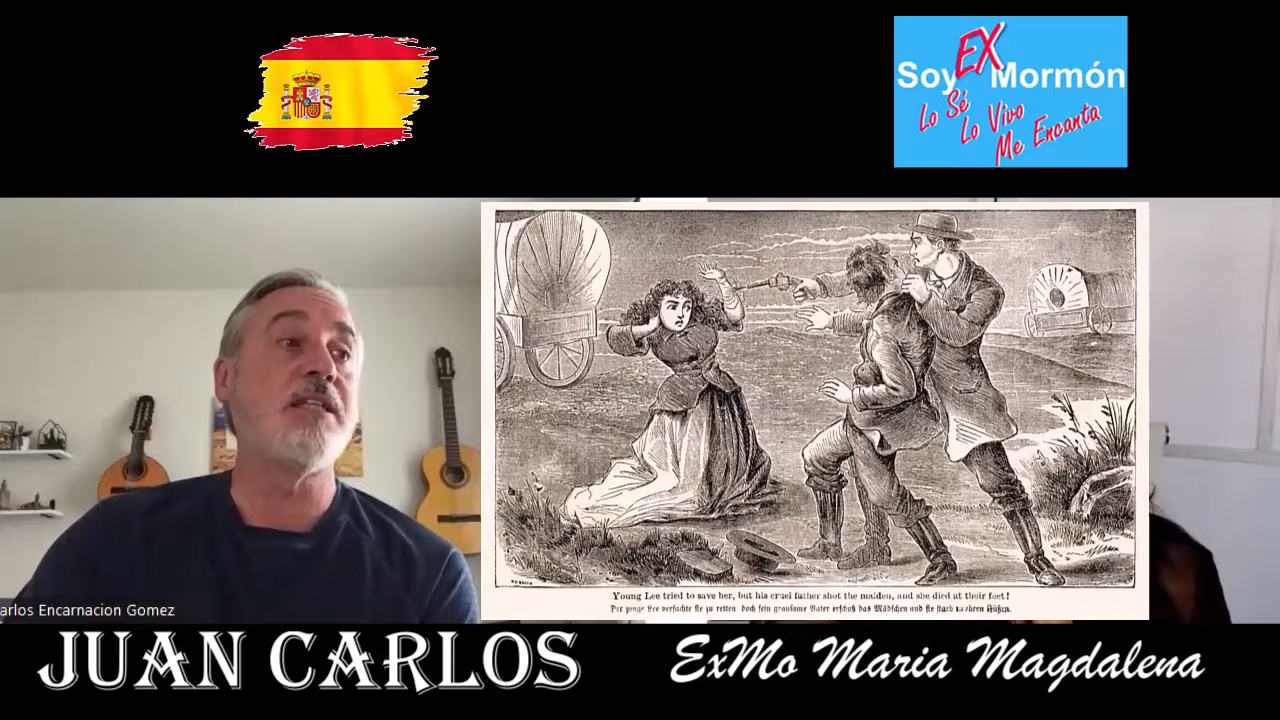 EX
Soy Mormón
Lo Sé
Lo Vivo
Me Encanta
Young Lee tried to save her, but his cruel father shot the maiden, and she died at their feet!
Der junge Lee versuchte sie zu retten doch sein grausame Vater erschoß das Mädschen und sie starb zu ihren Füßen.
arlos Encarnacion Gomez
JUAN CARLOS
ExMo Maria Magdalena